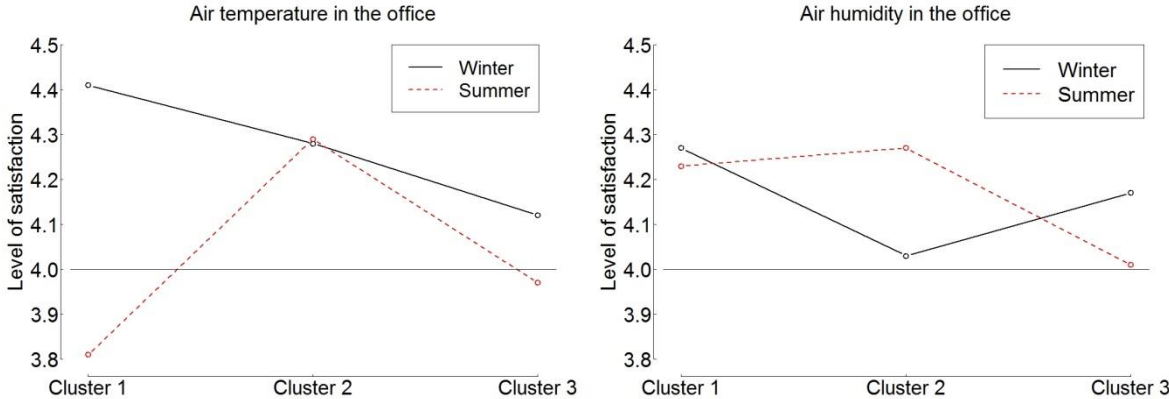 Air temperature in the office
Level of satisfaction
4.5
4.4
4.3
4.2
4.1
4.0
3.9
3.8
Winter
Summer
Cluster 1
Cluster 2
Cluster 3
Air humidity in the office
Level of satisfaction
4.5
4.4
4.3
4.2
4.1
4.0
3.9
3.8
Winter
Summer
Cluster 1
Cluster 2
Cluster 3